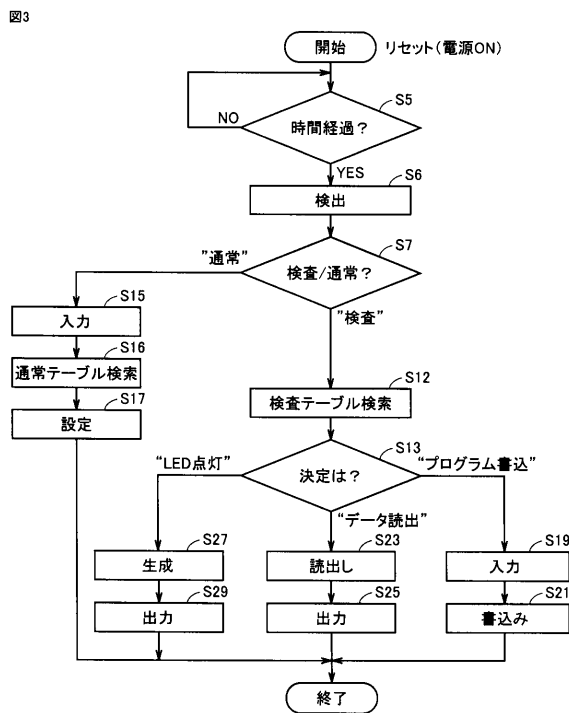 図3
開始
リセット(電源ON)
S5
時間経過?
NO
YES
S6
検出
S7
検査/通常?
"通常"
"検査"
S15
入力
S16
通常テーブル検索
S17
設定
S12
検査テーブル検索
S13
決定は?
"LED点灯"
"プログラム書込"
"データ読出"
S27
生成
S29
出力
S23
読出し
S25
出力
S19
入力
S21
書込み
終了